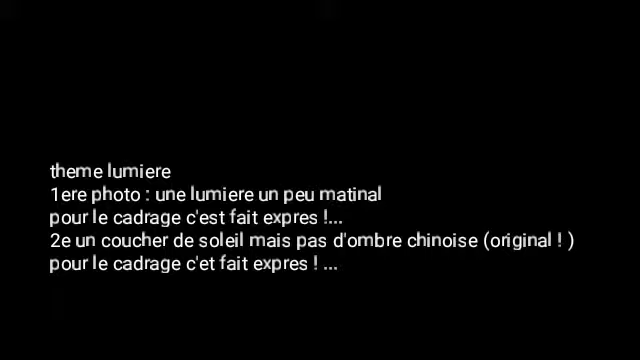 theme lumiere
1ere photo : une lumiere un peu matinal
pour le cadrage c'est fait expres !...
2e un coucher de soleil mais pas d'ombre chinoise (original ! )
pour le cadrage c'et fait expres ! ...